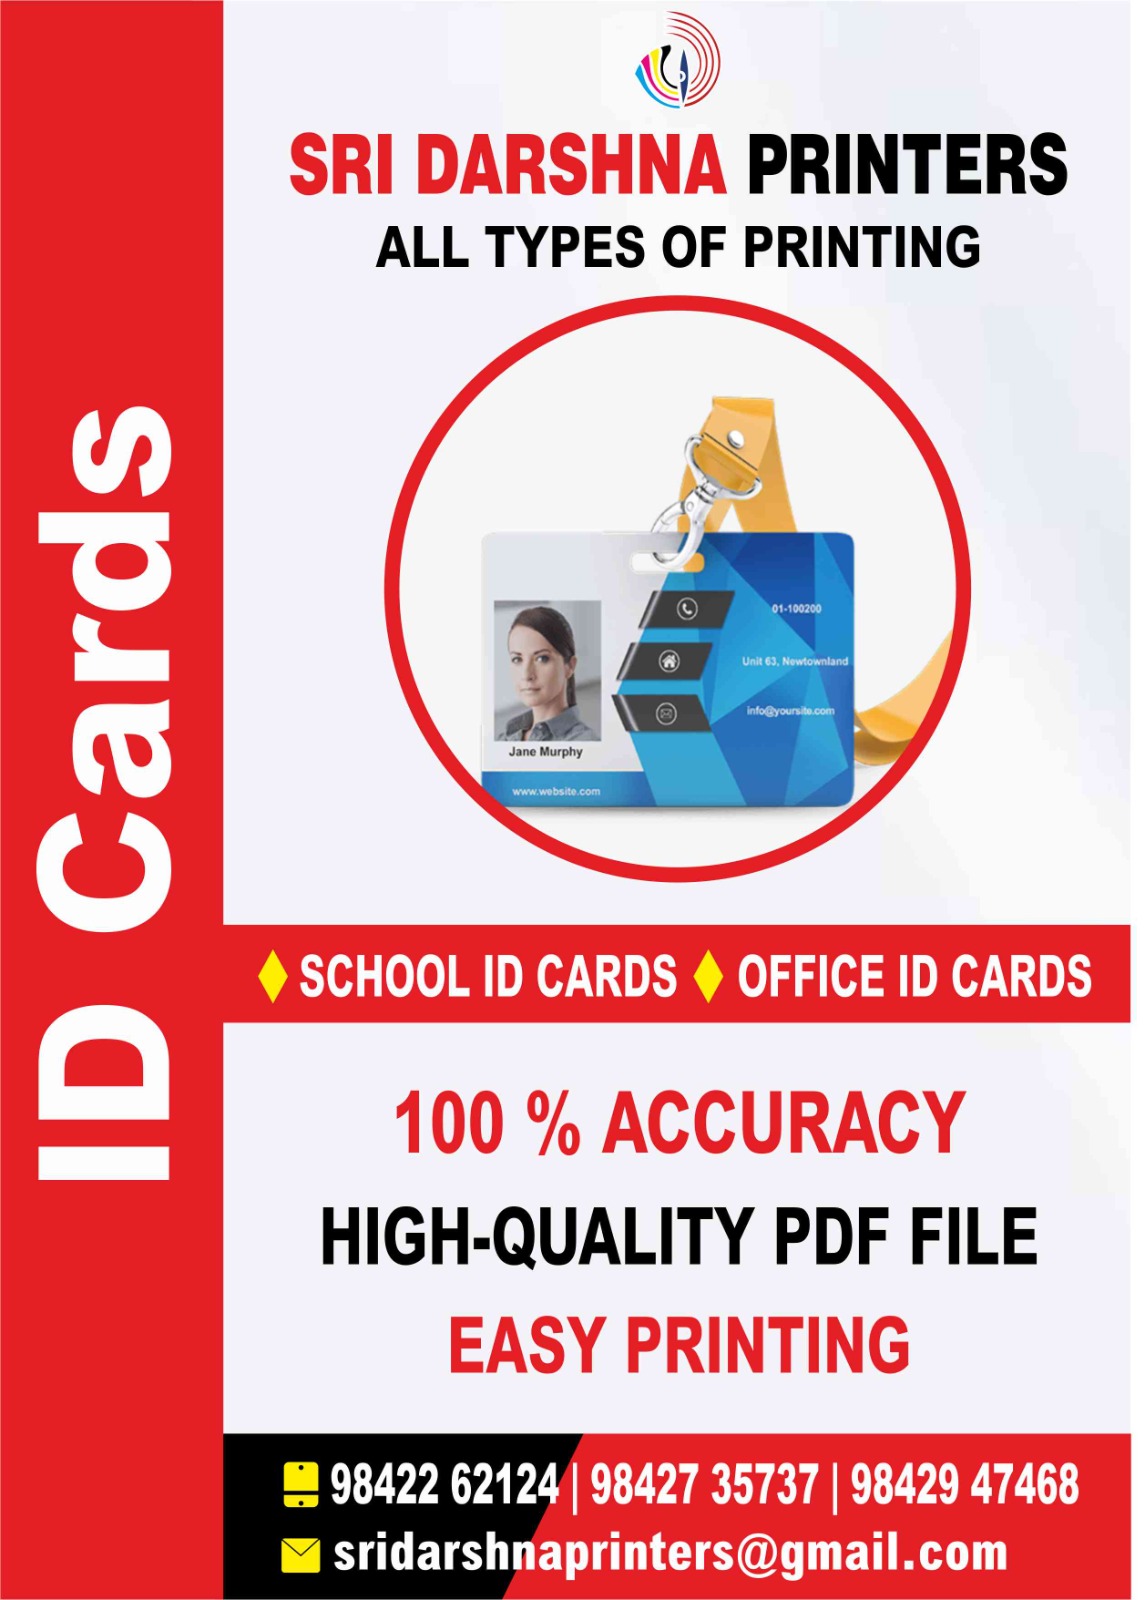 SRI DARSHNA PRINTERS
ALL TYPES OF PRINTING
ID Cards
01-100200
Unit 63, Newtownland
info@yoursite.com
Jane Murphy
www.website.com
SCHOOL ID CARDS OFFICE ID CARDS
100 % ACCURACY
HIGH-QUALITY PDF FILE
EASY PRINTING
98422 62124 | 98427 35737 | 98429 47468
sridarshnaprinters@gmail.com